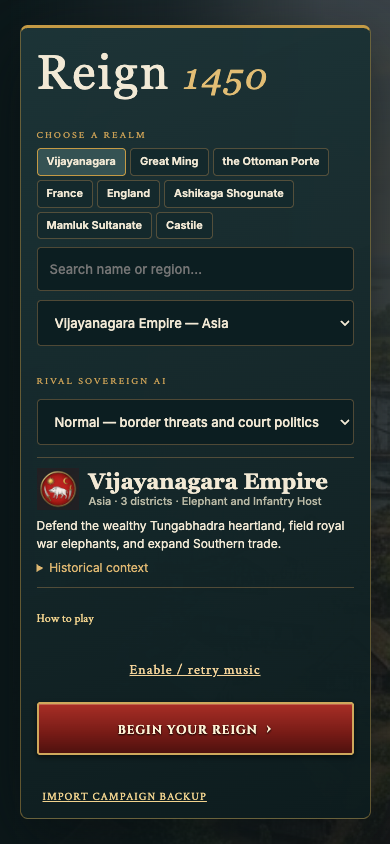 Reign 1450
CHOOSE A REALM
Vijayanagara Great Ming the Ottoman Porte
France England Ashikaga Shogunate
Mamluk Sultanate Castile
Search name or region...
Vijayanagara Empire — Asia
RIVAL SOVEREIGN AI
Normal — border threats and court politics
Vijayanagara Empire
Asia · 3 districts · Elephant and Infantry Host
Defend the wealthy Tungabhadra heartland, field royal
war elephants, and expand Southern trade.
Historical context
How to play
Enable / retry music
BEGIN YOUR REIGN ›
IMPORT CAMPAIGN BACKUP